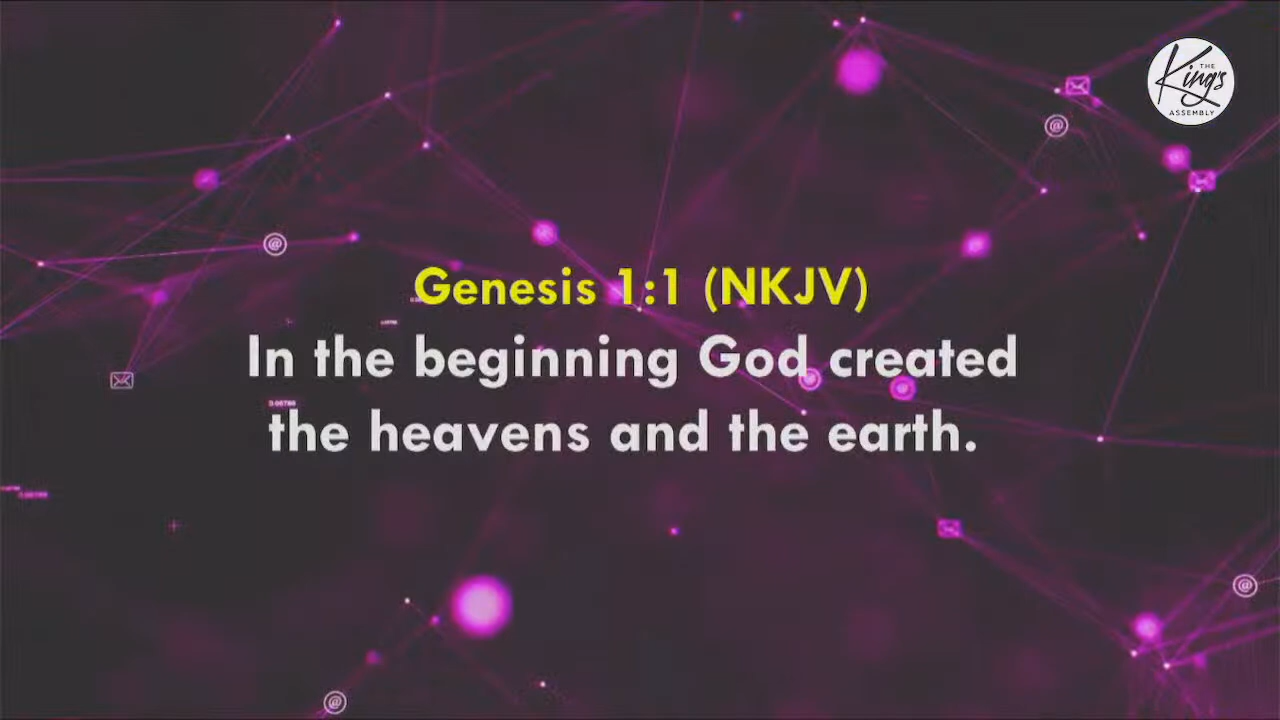 THE
King's
ASSEMBLY
Genesis 1:1 (NKJV)
In the beginning God created
the heavens and the earth.